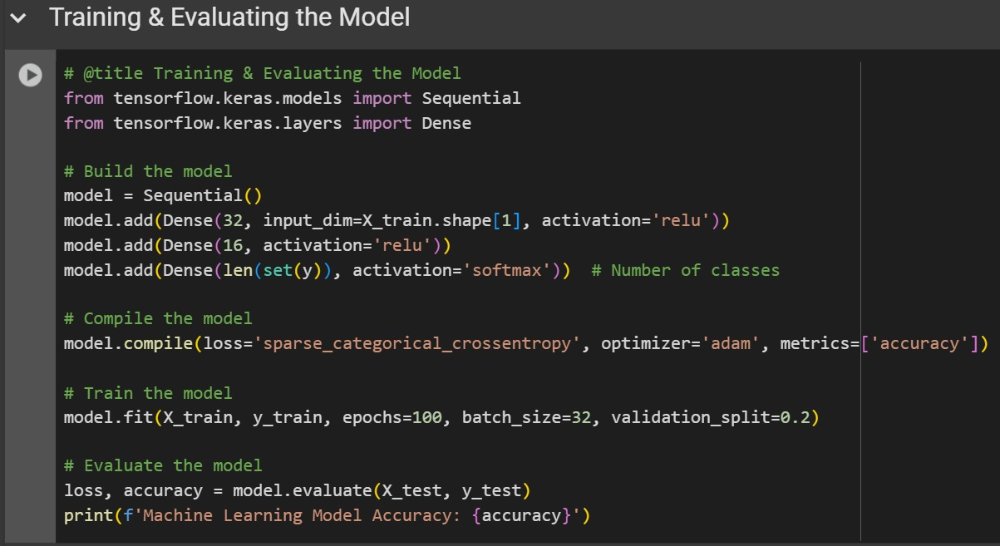 Training & Evaluating the Model
# @title Training & Evaluating the Model
from tensorflow.keras.models import Sequential
from tensorflow.keras.layers import Dense
# Build the model
model = Sequential()
model.add(Dense(32, input_dim=X_train.shape[1], activation='relu'))
model.add(Dense(16, activation='relu'))
model.add(Dense(len(set(y)), activation='softmax'))  # Number of classes
# Compile the model
model.compile(loss='sparse_categorical_crossentropy', optimizer='adam', metrics=['accuracy'])
# Train the model
model.fit(X_train, y_train, epochs=100, batch_size=32, validation_split=0.2)
# Evaluate the model
loss, accuracy = model.evaluate(X_test, y_test)
print(f'Machine Learning Model Accuracy: {accuracy}')